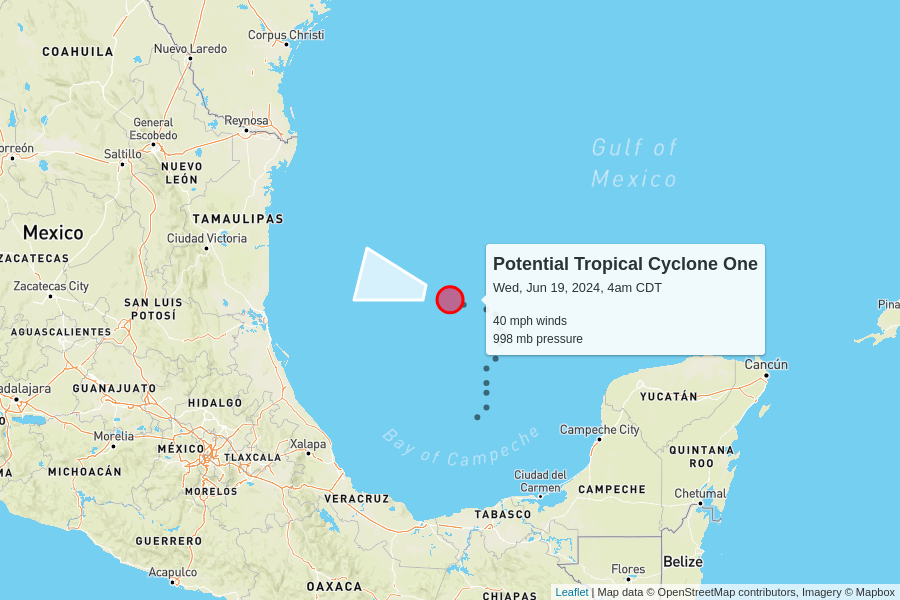 Corpus Christi
COAHUILA
Nuevo Laredo
General
Escobedo
Reynosa
orreón
Saltillo
NUEVO
LEÓN
Gulf of
Mexico
TAMAULIPAS
Mexico
Ciudad Victoria
ZACATECAS
Zacatecas City
Potential Tropical Cyclone One
Wed, Jun 19, 2024, 4am CDT
40 mph winds
998 mb pressure
SAN LUIS
POTOSÍ
Pina
AGUASCALIENTES
Cancún
adalajara
GUANAJUATO
YUCATÁN
HIDALGO
O
Morelia
Xalapa
Bay of Campeche
Campeche City
MÉXICO
TLAXCALA
QUINTANA
ROO
MA
MICHOACÁN
Ciudad del
Carmen
MORELOS
VERACRUZ
CAMPECHE
Chetumal
TABASCO
GUERRERO
Belize
Acapulco
Flores
OAXACA
CHIAPAS
Leaflet | Map data © OpenStreetMap contributors, Imagery © Mapbox